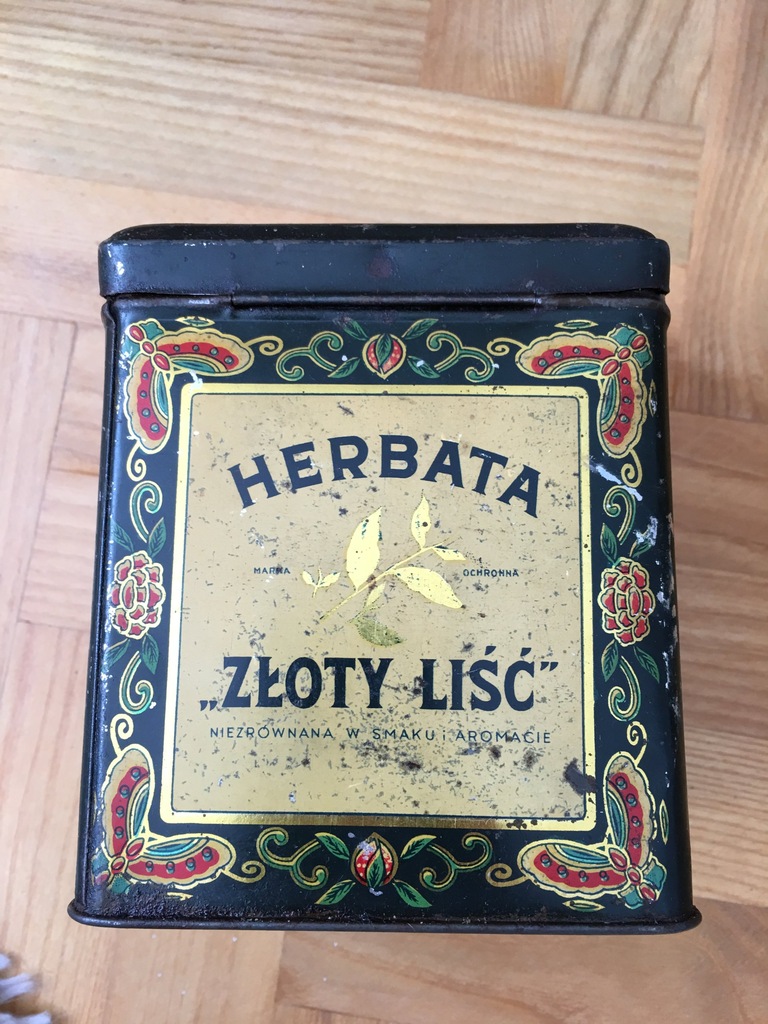 HERBATA
MARKA OCHRONNA
„ZŁOTY LIŚĆ”
NIEZRÓWNANA W SMAKU i AROMACIE